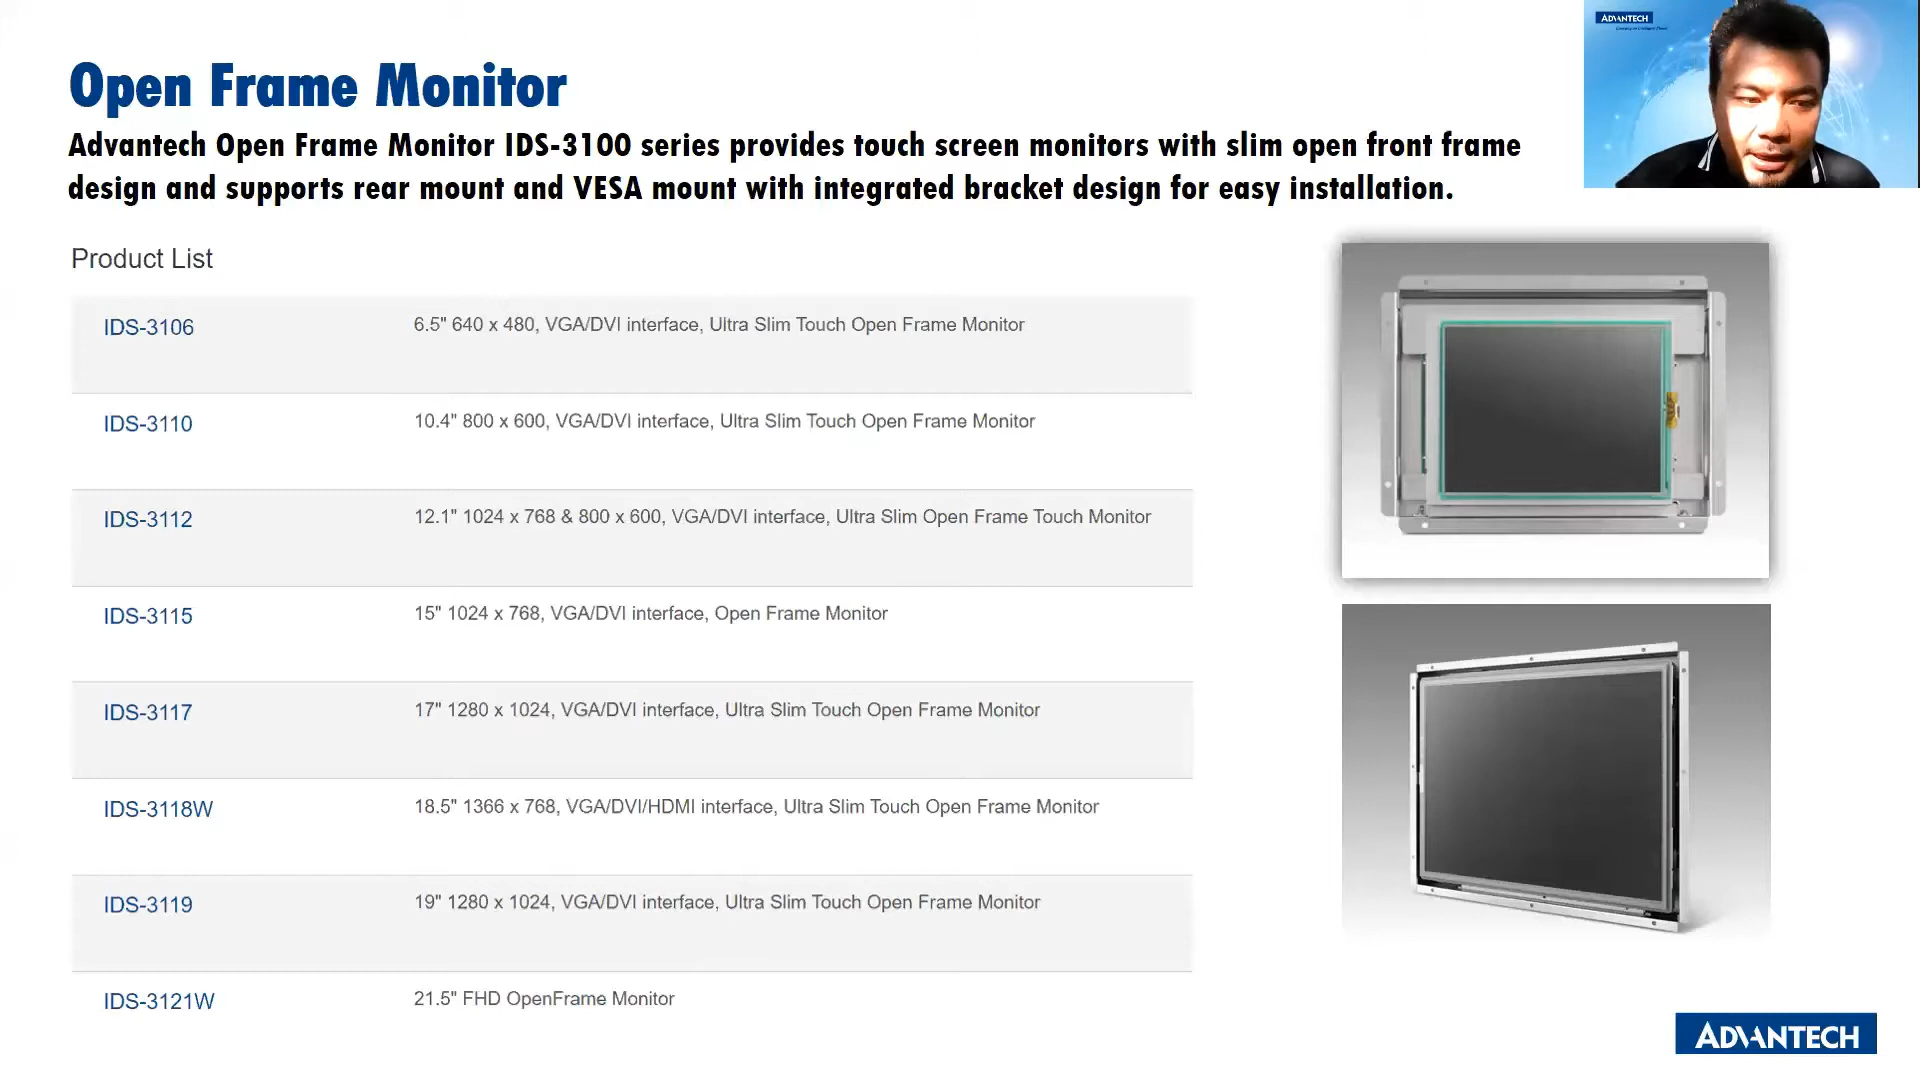 ADVANTECH
Open Frame Monitor
Advantech Open Frame Monitor IDS-3100 series provides touch screen monitors with slim open front frame
design and supports rear mount and VESA mount with integrated bracket design for easy installation.
Product List
IDS-3106 6.5" 640 x 480, VGA/DVI interface, Ultra Slim Touch Open Frame Monitor
IDS-3110 10.4" 800 x 600, VGA/DVI interface, Ultra Slim Touch Open Frame Monitor
IDS-3112 12.1" 1024 x 768 & 800 x 600, VGA/DVI interface, Ultra Slim Open Frame Touch Monitor
IDS-3115 15" 1024 x 768, VGA/DVI interface, Open Frame Monitor
IDS-3117 17" 1280 x 1024, VGA/DVI interface, Ultra Slim Touch Open Frame Monitor
IDS-3118W 18.5" 1366 x 768, VGA/DVI/HDMI interface, Ultra Slim Touch Open Frame Monitor
IDS-3119 19" 1280 x 1024, VGA/DVI interface, Ultra Slim Touch Open Frame Monitor
IDS-3121W 21.5" FHD OpenFrame Monitor
ADVANTECH